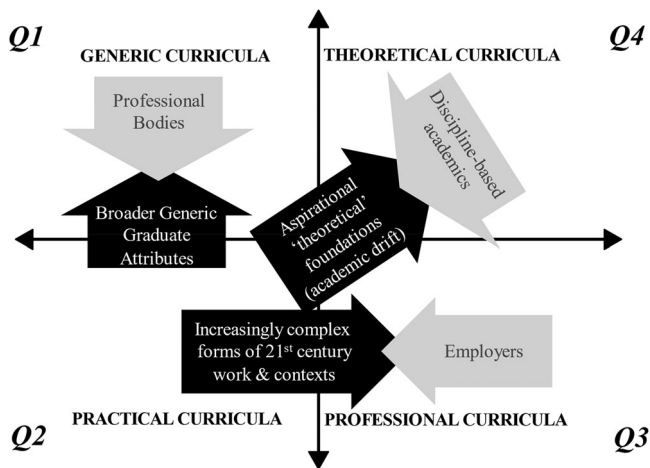 Q1
GENERIC CURRICULA
THEORETICAL CURRICULA
Q4
Professional
Bodies
Discipline-based
academics
Broader Generic
Graduate
Attributes
Aspirational
‘theoretical’
foundations
(academic drift)
Increasingly complex
forms of 21st century
work & contexts
Employers
Q2
PRACTICAL CURRICULA
PROFESSIONAL CURRICULA
Q3